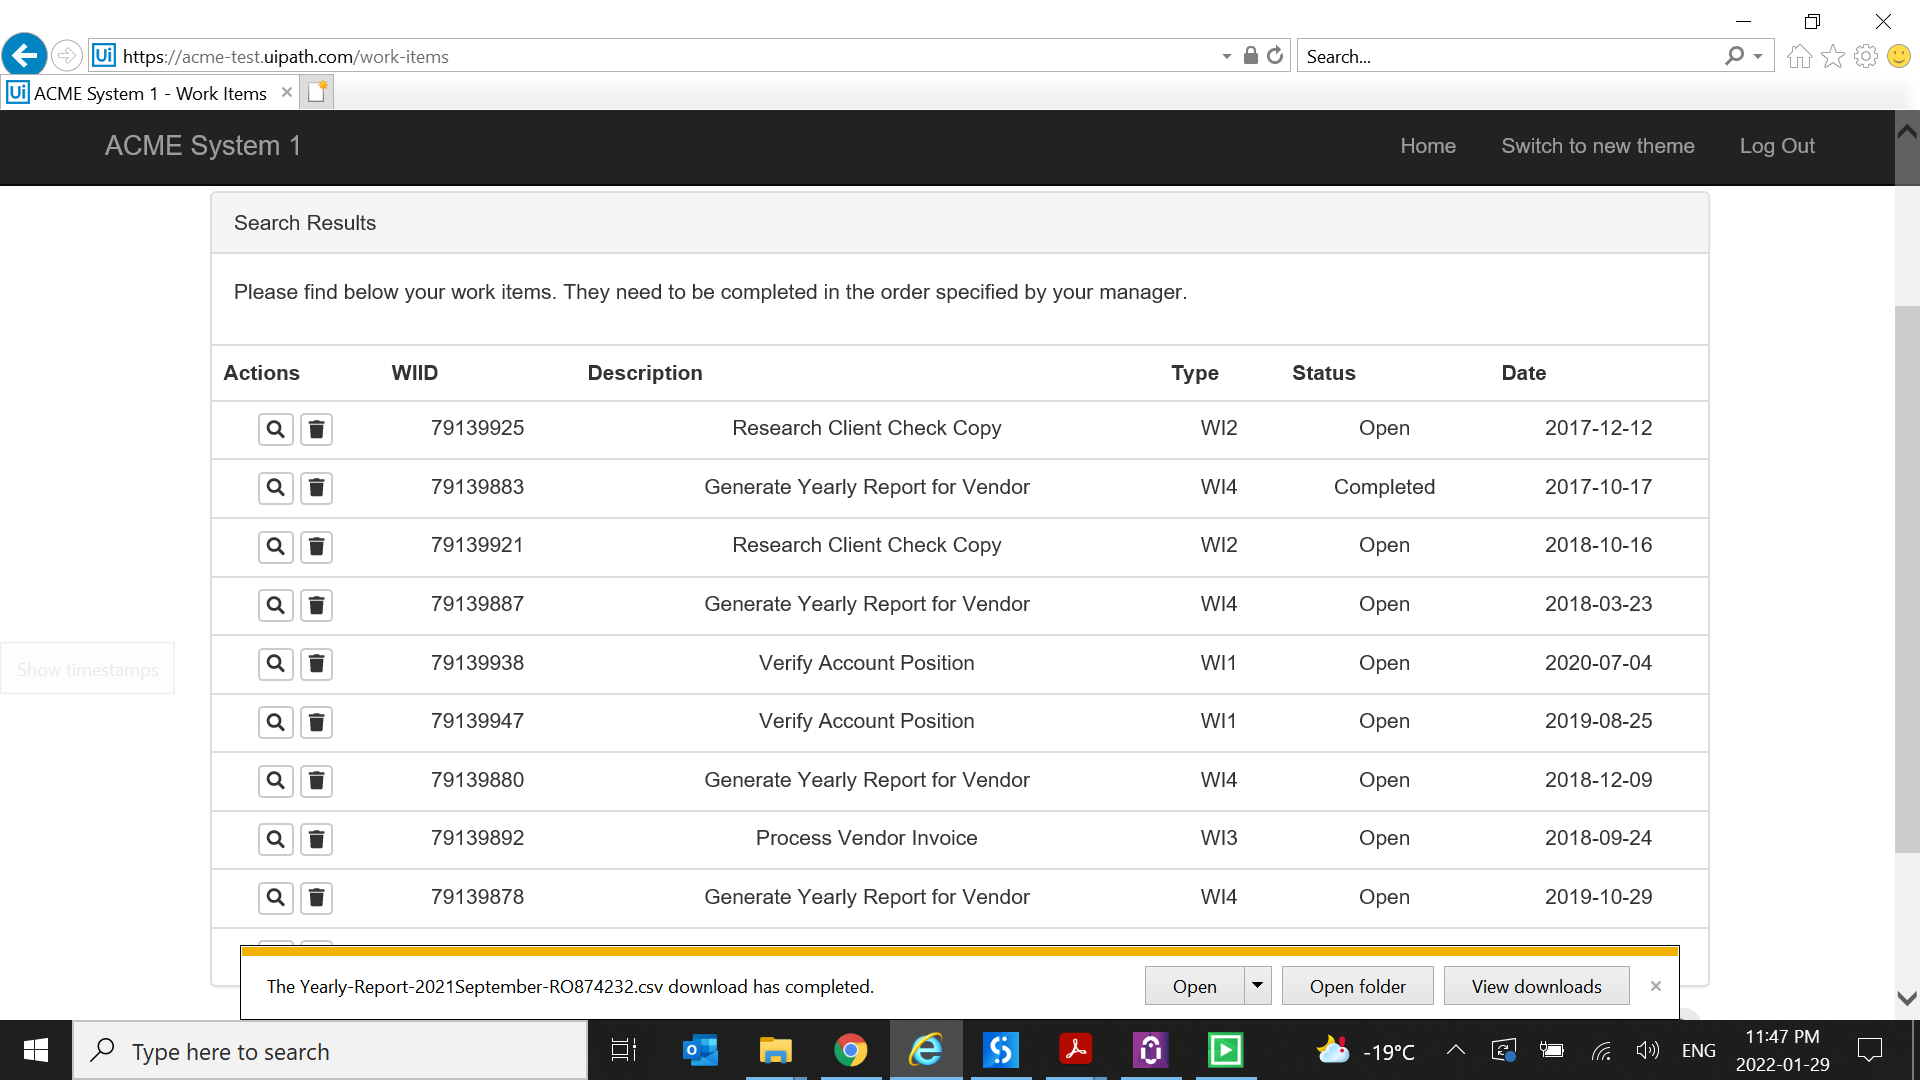 https://acme-test.uipath.com/work-items
Search...
Ui ACME System 1 - Work Items
ACME System 1
Home Switch to new theme Log Out
Search Results
Please find below your work items. They need to be completed in the order specified by your manager.
Actions WIID Description Type Status Date
79139925 Research Client Check Copy WI2 Open 2017-12-12
79139883 Generate Yearly Report for Vendor WI4 Completed 2017-10-17
79139921 Research Client Check Copy WI2 Open 2018-10-16
79139887 Generate Yearly Report for Vendor WI4 Open 2018-03-23
79139938 Verify Account Position WI1 Open 2020-07-04
Show timestamps
79139947 Verify Account Position WI1 Open 2019-08-25
79139880 Generate Yearly Report for Vendor WI4 Open 2018-12-09
79139892 Process Vendor Invoice WI3 Open 2018-09-24
79139878 Generate Yearly Report for Vendor WI4 Open 2019-10-29
The Yearly-Report-2021September-RO874232.csv download has completed.
Open Open folder View downloads
Type here to search
-19°C
ENG
11:47 PM
2022-01-29